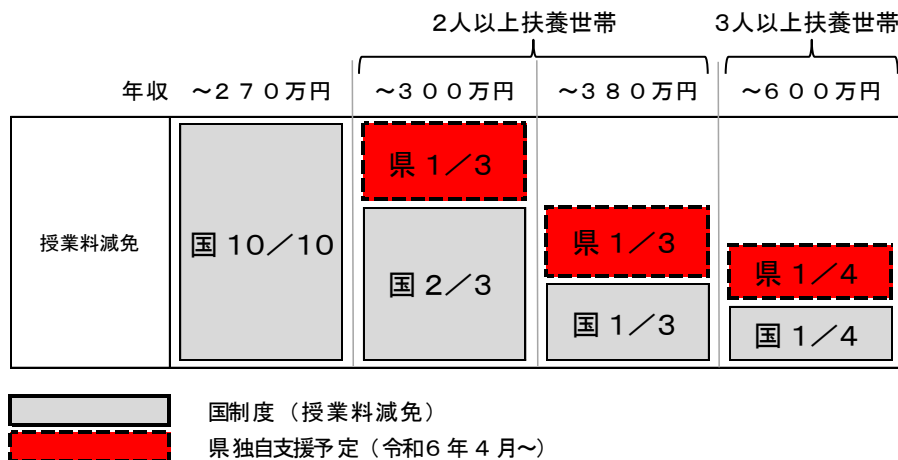 2人以上扶養世帯 3人以上扶養世帯
年収 ～２７０万円 ～３００万円 ～３８０万円 ～６００万円
県 1／3
授業料減免 国 10／10 国 2／3 県 1／3 県 1／4
国 1／3 国 1／4
国制度（授業料減免）
県独自支援予定（令和６年４月～）